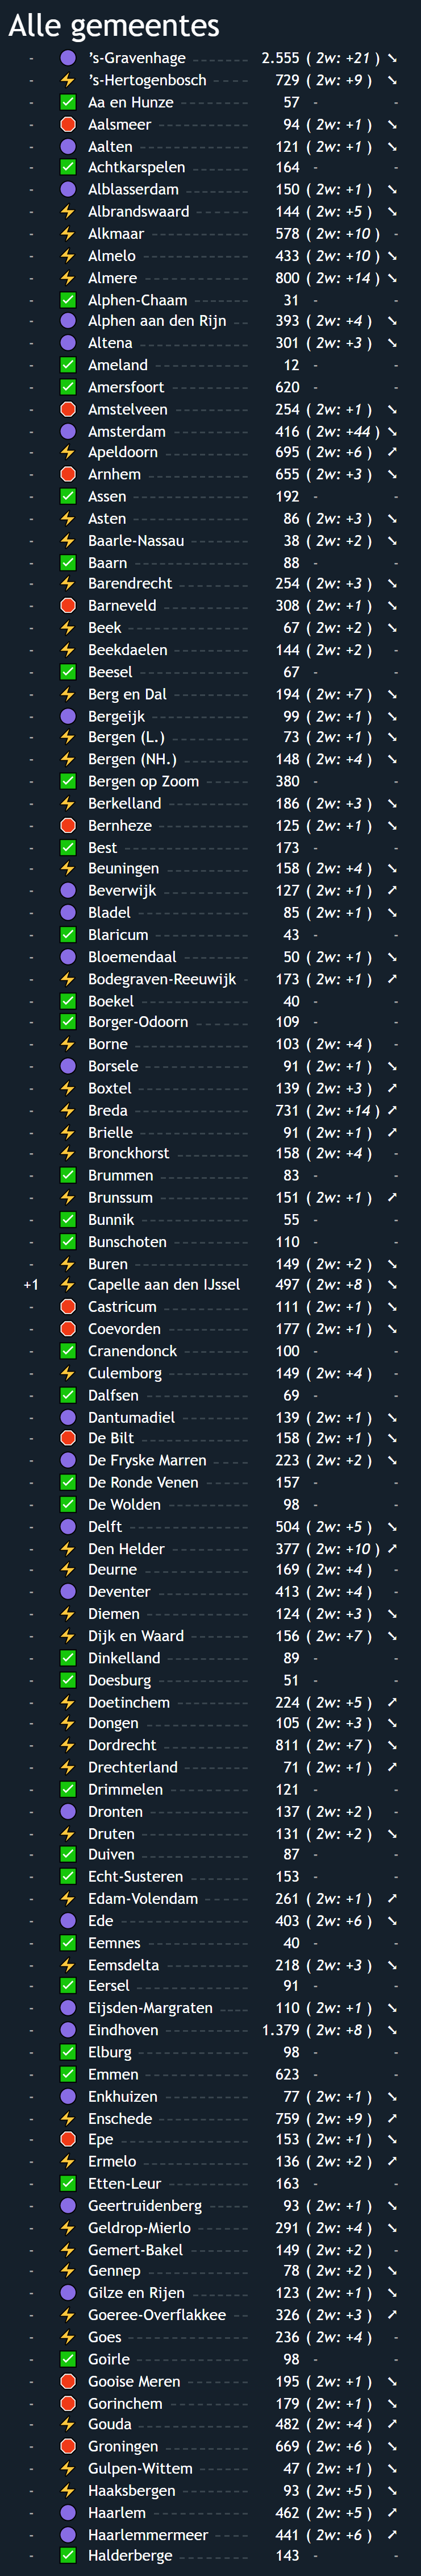 Alle gemeentes
- ’s-Gravenhage 2.555 ( 2w: +21 ) ↘
- ’s-Hertogenbosch 729 ( 2w: +9 ) ↘
- Aa en Hunze 57 - -
- Aalsmeer 94 ( 2w: +1 ) ↘
- Aalten 121 ( 2w: +1 ) ↘
- Achtkarspelen 164 - -
- Alblasserdam 150 ( 2w: +1 ) ↘
- Albrandswaard 144 ( 2w: +5 ) ↘
- Alkmaar 578 ( 2w: +10 ) -
- Almelo 433 ( 2w: +10 ) ↘
- Almere 800 ( 2w: +14 ) ↘
- Alphen-Chaam 31 - -
- Alphen aan den Rijn 393 ( 2w: +4 ) ↘
- Altena 301 ( 2w: +3 ) ↘
- Ameland 12 - -
- Amersfoort 620 - -
- Amstelveen 254 ( 2w: +1 ) ↘
- Amsterdam 416 ( 2w: +44 ) ↘
- Apeldoorn 695 ( 2w: +6 ) ↗
- Arnhem 655 ( 2w: +3 ) ↘
- Assen 192 - -
- Asten 86 ( 2w: +3 ) ↘
- Baarle-Nassau 38 ( 2w: +2 ) ↘
- Baarn 88 - -
- Barendrecht 254 ( 2w: +3 ) ↘
- Barneveld 308 ( 2w: +1 ) ↘
- Beek 67 ( 2w: +2 ) ↘
- Beekdaelen 144 ( 2w: +2 ) -
- Beesel 67 - -
- Berg en Dal 194 ( 2w: +7 ) ↘
- Bergeijk 99 ( 2w: +1 ) ↘
- Bergen (L.) 73 ( 2w: +1 ) ↘
- Bergen (NH.) 148 ( 2w: +4 ) ↘
- Bergen op Zoom 380 - -
- Berkelland 186 ( 2w: +3 ) ↘
- Bernheze 125 ( 2w: +1 ) ↘
- Best 173 - -
- Beuningen 158 ( 2w: +4 ) ↘
- Beverwijk 127 ( 2w: +1 ) ↗
- Bladel 85 ( 2w: +1 ) ↘
- Blaricum 43 - -
- Bloemendaal 50 ( 2w: +1 ) ↘
- Bodegraven-Reeuwijk 173 ( 2w: +1 ) ↗
- Boekel 40 - -
- Borger-Odoorn 109 - -
- Borne 103 ( 2w: +4 ) -
- Borsele 91 ( 2w: +1 ) ↘
- Boxtel 139 ( 2w: +3 ) ↗
- Breda 731 ( 2w: +14 ) ↗
- Brielle 91 ( 2w: +1 ) ↗
- Bronckhorst 158 ( 2w: +4 ) -
- Brummen 83 - -
- Brunssum 151 ( 2w: +1 ) ↗
- Bunnik 55 - -
- Bunschoten 110 - -
- Buren 149 ( 2w: +2 ) ↘
+1 Capelle aan den IJssel 497 ( 2w: +8 ) ↘
- Castricum 111 ( 2w: +1 ) ↘
- Coevorden 177 ( 2w: +1 ) ↘
- Cranendonck 100 - -
- Culemborg 149 ( 2w: +4 ) -
- Dalfsen 69 - -
- Dantumadiel 139 ( 2w: +1 ) ↘
- De Bilt 158 ( 2w: +1 ) ↘
- De Fryske Marren 223 ( 2w: +2 ) ↘
- De Ronde Venen 157 - -
- De Wolden 98 - -
- Delft 504 ( 2w: +5 ) ↘
- Den Helder 377 ( 2w: +10 ) ↗
- Deurne 169 ( 2w: +4 ) -
- Deventer 413 ( 2w: +4 ) -
- Diemen 124 ( 2w: +3 ) ↘
- Dijk en Waard 156 ( 2w: +7 ) ↘
- Dinkelland 89 - -
- Doesburg 51 - -
- Doetinchem 224 ( 2w: +5 ) ↗
- Dongen 105 ( 2w: +3 ) ↘
- Dordrecht 811 ( 2w: +7 ) ↘
- Drechterland 71 ( 2w: +1 ) ↗
- Drimmelen 121 - -
- Dronten 137 ( 2w: +2 ) -
- Druten 131 ( 2w: +2 ) ↘
- Duiven 87 - -
- Echt-Susteren 153 - -
- Edam-Volendam 261 ( 2w: +1 ) ↗
- Ede 403 ( 2w: +6 ) ↘
- Eemnes 40 - -
- Eemsdelta 218 ( 2w: +3 ) ↘
- Eersel 91 - -
- Eijsden-Margraten 110 ( 2w: +1 ) ↘
- Eindhoven 1.379 ( 2w: +8 ) ↘
- Elburg 98 - -
- Emmen 623 - -
- Enkhuizen 77 ( 2w: +1 ) ↘
- Enschede 759 ( 2w: +9 ) ↗
- Epe 153 ( 2w: +1 ) ↘
- Ermelo 136 ( 2w: +2 ) ↗
- Etten-Leur 163 - -
- Geertruidenberg 93 ( 2w: +1 ) ↘
- Geldrop-Mierlo 291 ( 2w: +4 ) ↘
- Gemert-Bakel 149 ( 2w: +2 ) -
- Gennep 78 ( 2w: +2 ) ↘
- Gilze en Rijen 123 ( 2w: +1 ) ↘
- Goeree-Overflakkee 326 ( 2w: +3 ) ↗
- Goes 236 ( 2w: +4 ) -
- Goirle 98 - -
- Gooise Meren 195 ( 2w: +1 ) ↘
- Gorinchem 179 ( 2w: +1 ) ↘
- Gouda 482 ( 2w: +4 ) ↗
- Groningen 669 ( 2w: +6 ) ↘
- Gulpen-Wittem 47 ( 2w: +1 ) ↘
- Haaksbergen 93 ( 2w: +5 ) ↘
- Haarlem 462 ( 2w: +5 ) ↗
- Haarlemmermeer 441 ( 2w: +6 ) ↗
- Halderberge 143 - -